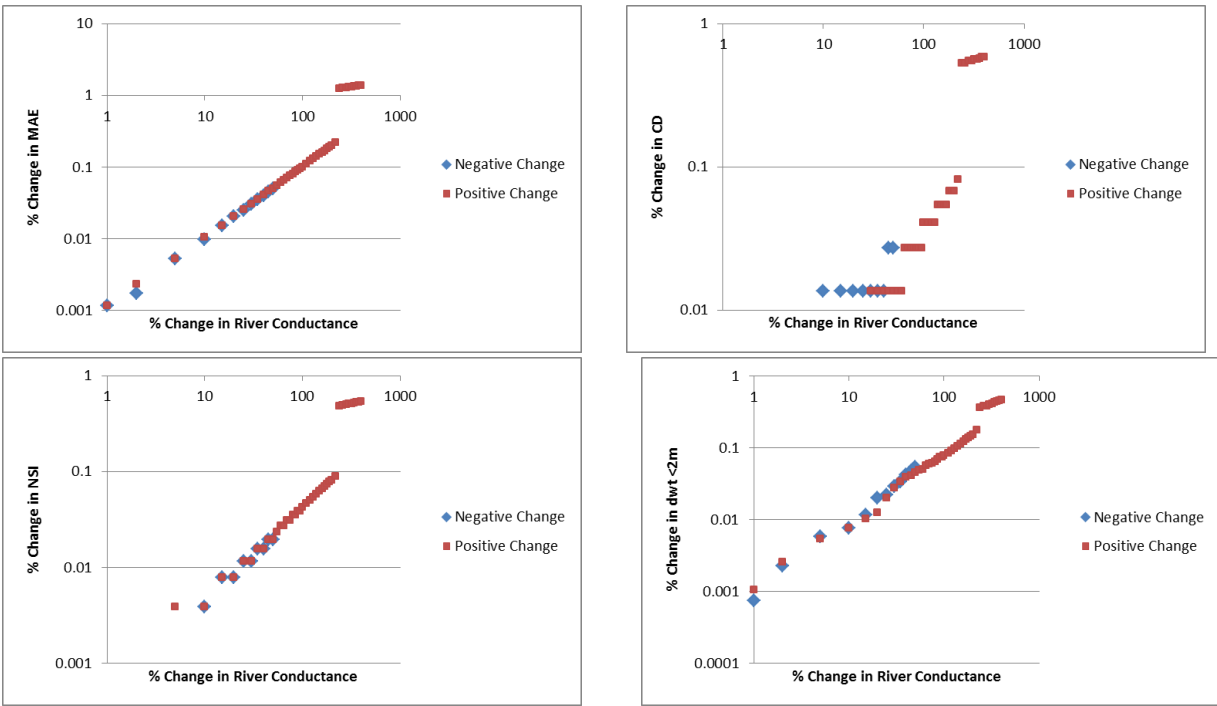 10
1
1 10 100 1000
0.1
0.01
0.001
% Change in MAE
% Change in River Conductance
Negative Change
Positive Change
1
1 10 100 1000
0.1
0.01
% Change in CD
% Change in River Conductance
Negative Change
Positive Change
1
1 10 100 1000
0.1
0.01
0.001
% Change in NSI
% Change in River Conductance
Negative Change
Positive Change
1
1 10 100 1000
0.1
0.01
0.001
0.0001
% Change in dwt <2m
% Change in River Conductance
Negative Change
Positive Change